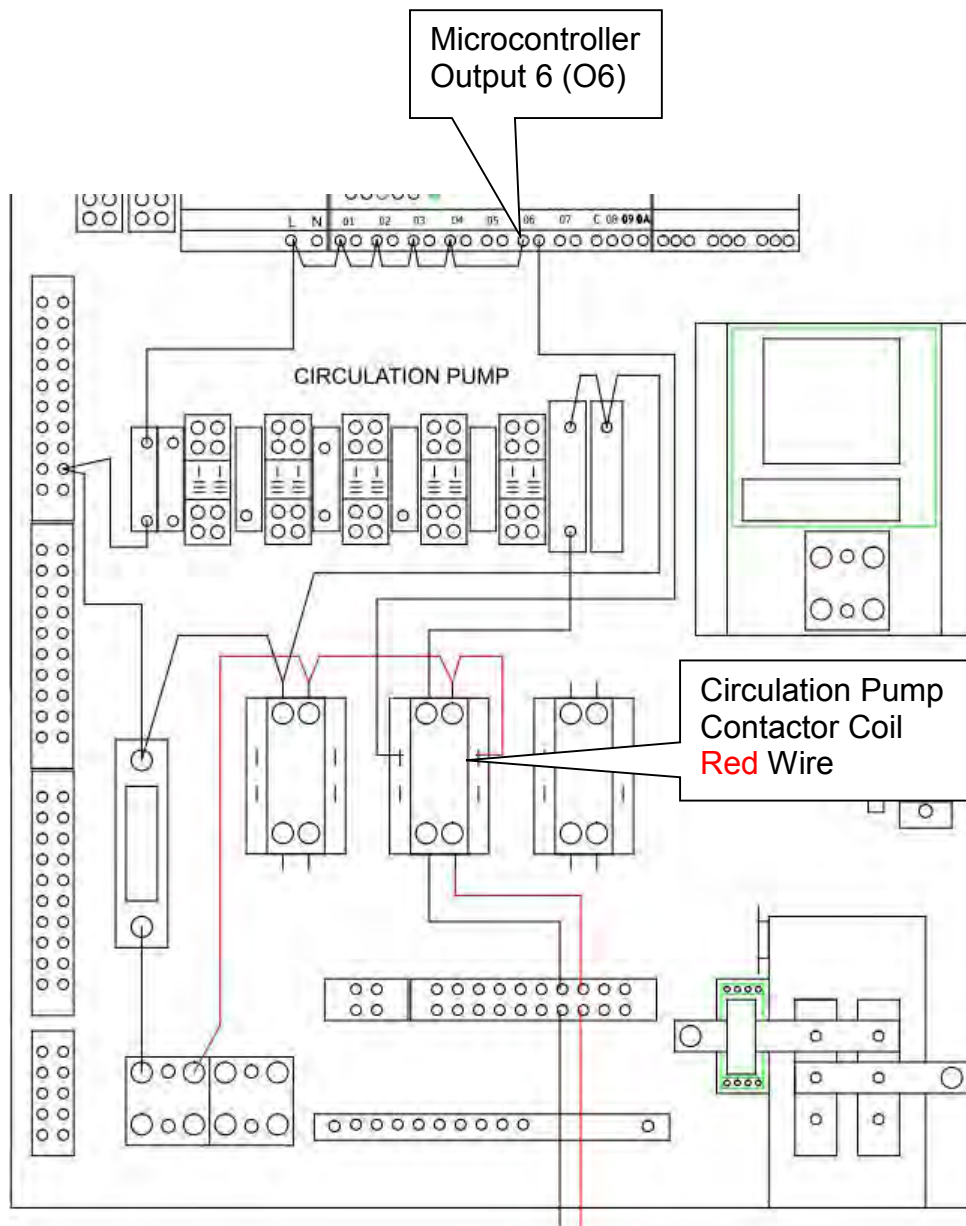 Microcontroller
Output 6 (O6)
L N 01 02 03 04 05 06 07 C 08 09 0A
CIRCULATION PUMP
Circulation Pump
Contactor Coil
Red Wire